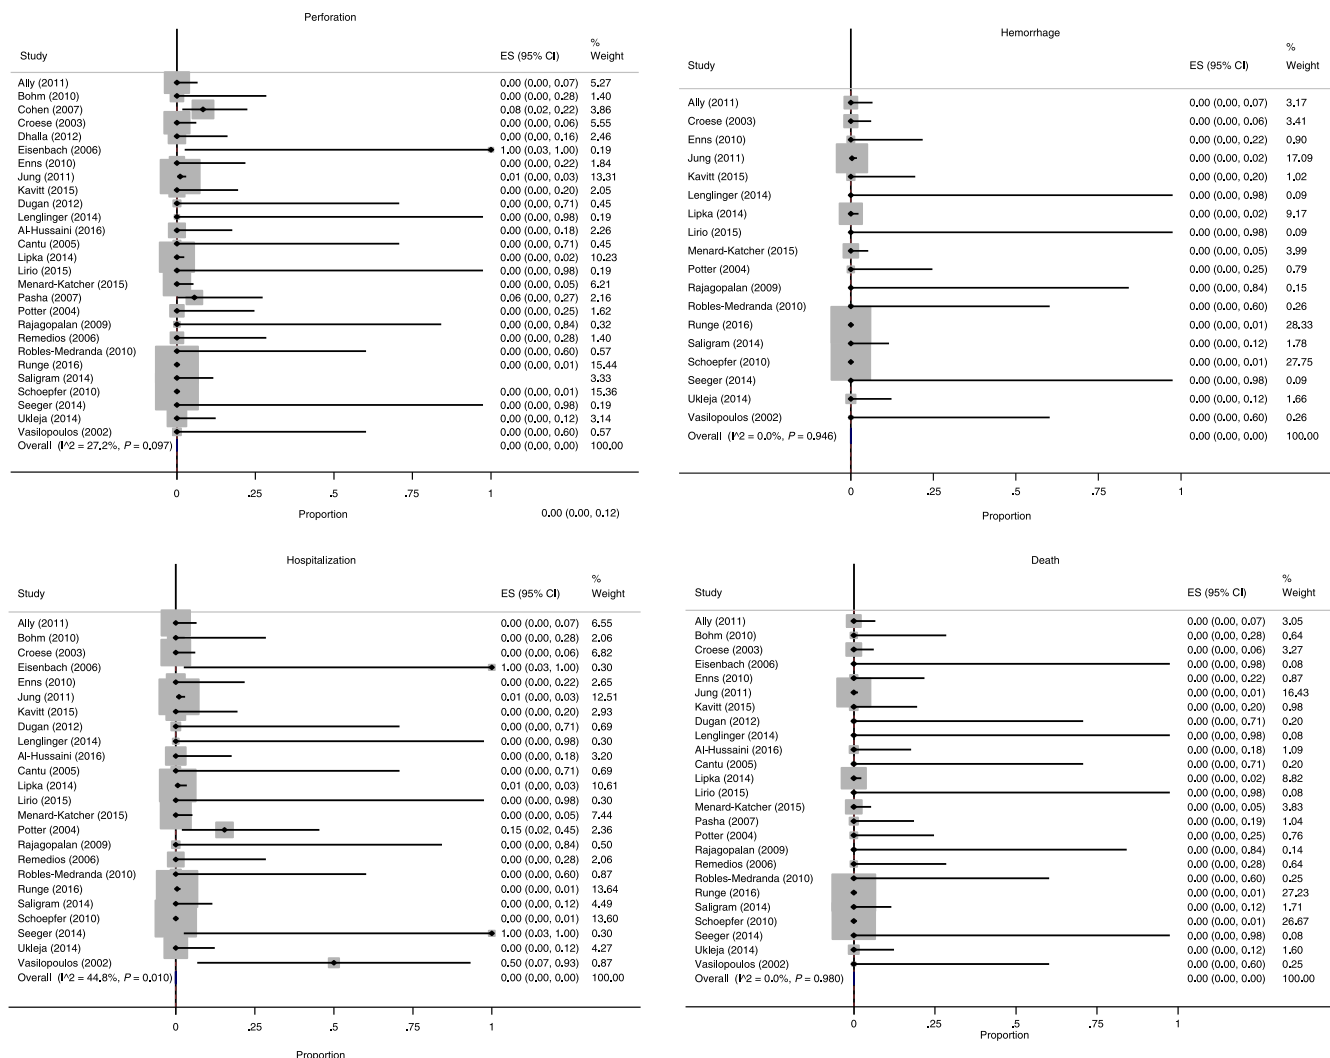 Perforation
%
Study ES (95% CI) Weight
Ally (2011) 0.00 (0.00, 0.07) 5.27
Bohm (2010) 0.00 (0.00, 0.28) 1.40
Cohen (2007) 0.08 (0.02, 0.22) 3.86
Croese (2003) 0.00 (0.00, 0.06) 5.55
Dhalla (2012) 0.00 (0.00, 0.16) 2.46
Eisenbach (2006) 1.00 (0.03, 1.00) 0.19
Enns (2010) 0.00 (0.00, 0.22) 1.84
Jung (2011) 0.01 (0.00, 0.03) 13.31
Kavitt (2015) 0.00 (0.00, 0.20) 2.05
Dugan (2012) 0.00 (0.00, 0.71) 0.45
Lenglinger (2014) 0.00 (0.00, 0.98) 0.19
Al-Hussaini (2016) 0.00 (0.00, 0.18) 2.26
Cantu (2005) 0.00 (0.00, 0.71) 0.45
Lipka (2014) 0.00 (0.00, 0.02) 10.23
Lirio (2015) 0.00 (0.00, 0.98) 0.19
Menard-Katcher (2015) 0.00 (0.00, 0.05) 6.21
Pasha (2007) 0.06 (0.00, 0.27) 2.16
Potter (2004) 0.00 (0.00, 0.25) 1.62
Rajagopalan (2009) 0.00 (0.00, 0.84) 0.32
Remedios (2006) 0.00 (0.00, 0.28) 1.40
Robles-Medranda (2010) 0.00 (0.00, 0.60) 0.57
Runge (2016) 0.00 (0.00, 0.01) 15.44
Saligram (2014) 3.33
Schoepfer (2010) 0.00 (0.00, 0.01) 15.36
Seeger (2014) 0.00 (0.00, 0.98) 0.19
Ukleja (2014) 0.00 (0.00, 0.12) 3.14
Vasilopoulos (2002) 0.00 (0.00, 0.60) 0.57
Overall (I^2 = 27.2%, P = 0.097) 0.00 (0.00, 0.00) 100.00
0 .25 .5 .75 1
Proportion 0.00 (0.00, 0.12)
Hemorrhage
%
Study ES (95% CI) Weight
Ally (2011) 0.00 (0.00, 0.07) 3.17
Croese (2003) 0.00 (0.00, 0.06) 3.41
Enns (2010) 0.00 (0.00, 0.22) 0.90
Jung (2011) 0.00 (0.00, 0.02) 17.09
Kavitt (2015) 0.00 (0.00, 0.20) 1.02
Lenglinger (2014) 0.00 (0.00, 0.98) 0.09
Lipka (2014) 0.00 (0.00, 0.02) 9.17
Lirio (2015) 0.00 (0.00, 0.98) 0.09
Menard-Katcher (2015) 0.00 (0.00, 0.05) 3.99
Potter (2004) 0.00 (0.00, 0.25) 0.79
Rajagopalan (2009) 0.00 (0.00, 0.84) 0.15
Robles-Medranda (2010) 0.00 (0.00, 0.60) 0.26
Runge (2016) 0.00 (0.00, 0.01) 28.33
Saligram (2014) 0.00 (0.00, 0.12) 1.78
Schoepfer (2010) 0.00 (0.00, 0.01) 27.75
Seeger (2014) 0.00 (0.00, 0.98) 0.09
Ukleja (2014) 0.00 (0.00, 0.12) 1.66
Vasilopoulos (2002) 0.00 (0.00, 0.60) 0.26
Overall (I^2 = 0.0%, P = 0.946) 0.00 (0.00, 0.00) 100.00
0 .25 .5 .75 1
Proportion
Hospitalization
%
Study ES (95% CI) Weight
Ally (2011) 0.00 (0.00, 0.07) 6.55
Bohm (2010) 0.00 (0.00, 0.28) 2.06
Croese (2003) 0.00 (0.00, 0.06) 6.82
Eisenbach (2006) 1.00 (0.03, 1.00) 0.30
Enns (2010) 0.00 (0.00, 0.22) 2.65
Jung (2011) 0.01 (0.00, 0.03) 12.51
Kavitt (2015) 0.00 (0.00, 0.20) 2.93
Dugan (2012) 0.00 (0.00, 0.71) 0.69
Lenglinger (2014) 0.00 (0.00, 0.98) 0.30
Al-Hussaini (2016) 0.00 (0.00, 0.18) 3.20
Cantu (2005) 0.00 (0.00, 0.71) 0.69
Lipka (2014) 0.01 (0.00, 0.03) 10.61
Lirio (2015) 0.00 (0.00, 0.98) 0.30
Menard-Katcher (2015) 0.00 (0.00, 0.05) 7.44
Potter (2004) 0.15 (0.02, 0.45) 2.36
Rajagopalan (2009) 0.00 (0.00, 0.84) 0.50
Remedios (2006) 0.00 (0.00, 0.28) 2.06
Robles-Medranda (2010) 0.00 (0.00, 0.60) 0.87
Runge (2016) 0.00 (0.00, 0.01) 13.64
Saligram (2014) 0.00 (0.00, 0.12) 4.49
Schoepfer (2010) 0.00 (0.00, 0.01) 13.60
Seeger (2014) 1.00 (0.03, 1.00) 0.30
Ukleja (2014) 0.00 (0.00, 0.12) 4.27
Vasilopoulos (2002) 0.50 (0.07, 0.93) 0.87
Overall (I^2 = 44.8%, P = 0.010) 0.00 (0.00, 0.00) 100.00
0 .25 .5 .75 1
Proportion
Death
%
Study ES (95% CI) Weight
Ally (2011) 0.00 (0.00, 0.07) 3.05
Bohm (2010) 0.00 (0.00, 0.28) 0.64
Croese (2003) 0.00 (0.00, 0.06) 3.27
Eisenbach (2006) 0.00 (0.00, 0.98) 0.08
Enns (2010) 0.00 (0.00, 0.22) 0.87
Jung (2011) 0.00 (0.00, 0.01) 16.43
Kavitt (2015) 0.00 (0.00, 0.20) 0.98
Dugan (2012) 0.00 (0.00, 0.71) 0.20
Lenglinger (2014) 0.00 (0.00, 0.98) 0.08
Al-Hussaini (2016) 0.00 (0.00, 0.18) 1.09
Cantu (2005) 0.00 (0.00, 0.71) 0.20
Lipka (2014) 0.00 (0.00, 0.02) 8.82
Lirio (2015) 0.00 (0.00, 0.98) 0.08
Menard-Katcher (2015) 0.00 (0.00, 0.05) 3.83
Pasha (2007) 0.00 (0.00, 0.19) 1.04
Potter (2004) 0.00 (0.00, 0.25) 0.76
Rajagopalan (2009) 0.00 (0.00, 0.84) 0.14
Remedios (2006) 0.00 (0.00, 0.28) 0.64
Robles-Medranda (2010) 0.00 (0.00, 0.60) 0.25
Runge (2016) 0.00 (0.00, 0.01) 27.23
Saligram (2014) 0.00 (0.00, 0.12) 1.71
Schoepfer (2010) 0.00 (0.00, 0.01) 26.67
Seeger (2014) 0.00 (0.00, 0.98) 0.08
Ukleja (2014) 0.00 (0.00, 0.12) 1.60
Vasilopoulos (2002) 0.00 (0.00, 0.60) 0.25
Overall (I^2 = 0.0%, P = 0.980) 0.00 (0.00, 0.00) 100.00
0 .25 .5 .75 1
Proportion